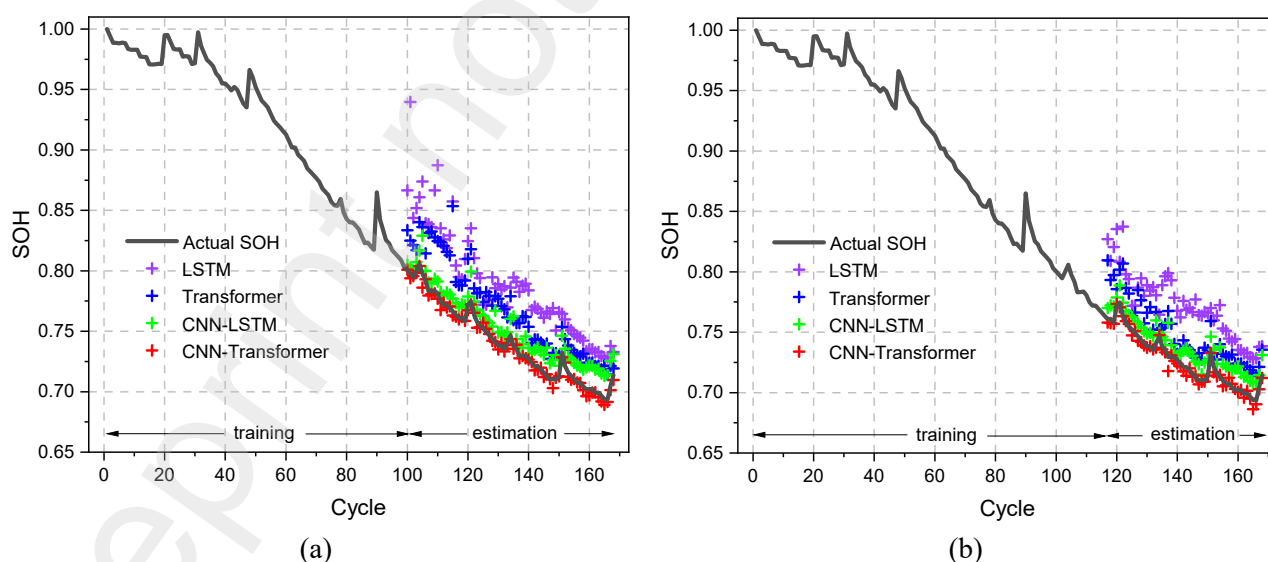 1.00
0.95
0.90
0.85
0.80
0.75
0.70
0.65
SOH
Actual SOH
LSTM
Transformer
CNN-LSTM
CNN-Transformer
training
estimation
0 20 40 60 80 100 120 140 160
Cycle
(a)
1.00
0.95
0.90
0.85
0.80
0.75
0.70
0.65
SOH
Actual SOH
LSTM
Transformer
CNN-LSTM
CNN-Transformer
training
estimation
0 20 40 60 80 100 120 140 160
Cycle
(b)